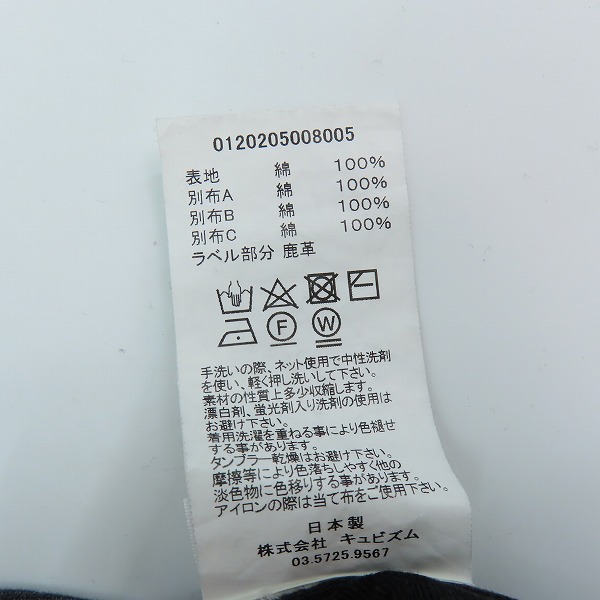 0120205008005
表地 綿 100%
別布A 綿 100%
別布B 綿 100%
別布C 綿 100%
ラベル部分 鹿革
F W
手洗いの際、ネット使用で中性洗剤
を使い、軽く押し洗いして下さい。
素材の性質上多少収縮します。
漂白剤、蛍光剤入り洗剤の使用は
お避け下さい。
着用洗濯を重ねる事により色褪せ
する事があります。
タンブラー乾燥はお避け下さい。
摩擦等により色落ちしやすく他の
淡色物に色移りする事があります。
アイロンの際は当て布をご使用下さい。
日本製
株式会社 キュビズム
03.5725.9567